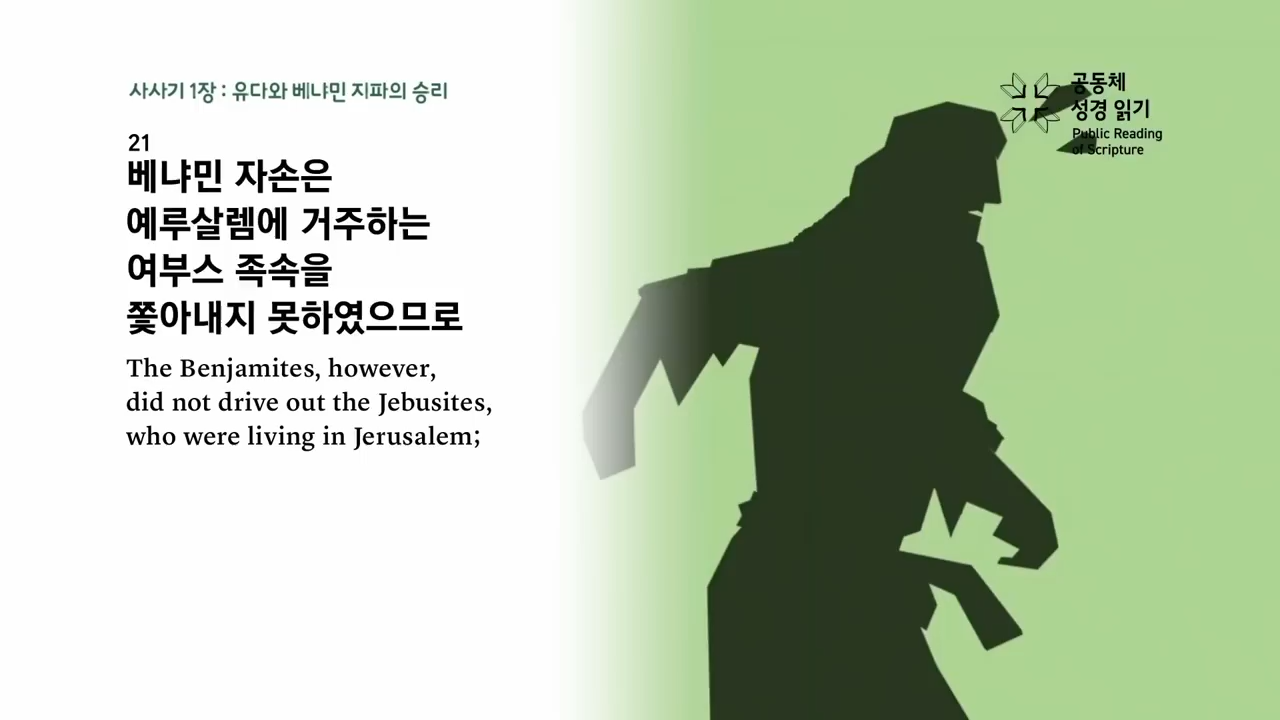 사사기 1장 : 유다와 베냐민 지파의 승리
21
베냐민 자손은
예루살렘에 거주하는
여부스 족속을
쫓아내지 못하였으므로
The Benjamites, however,
did not drive out the Jebusites,
who were living in Jerusalem;
공동체
성경 읽기
Public Reading
of Scripture